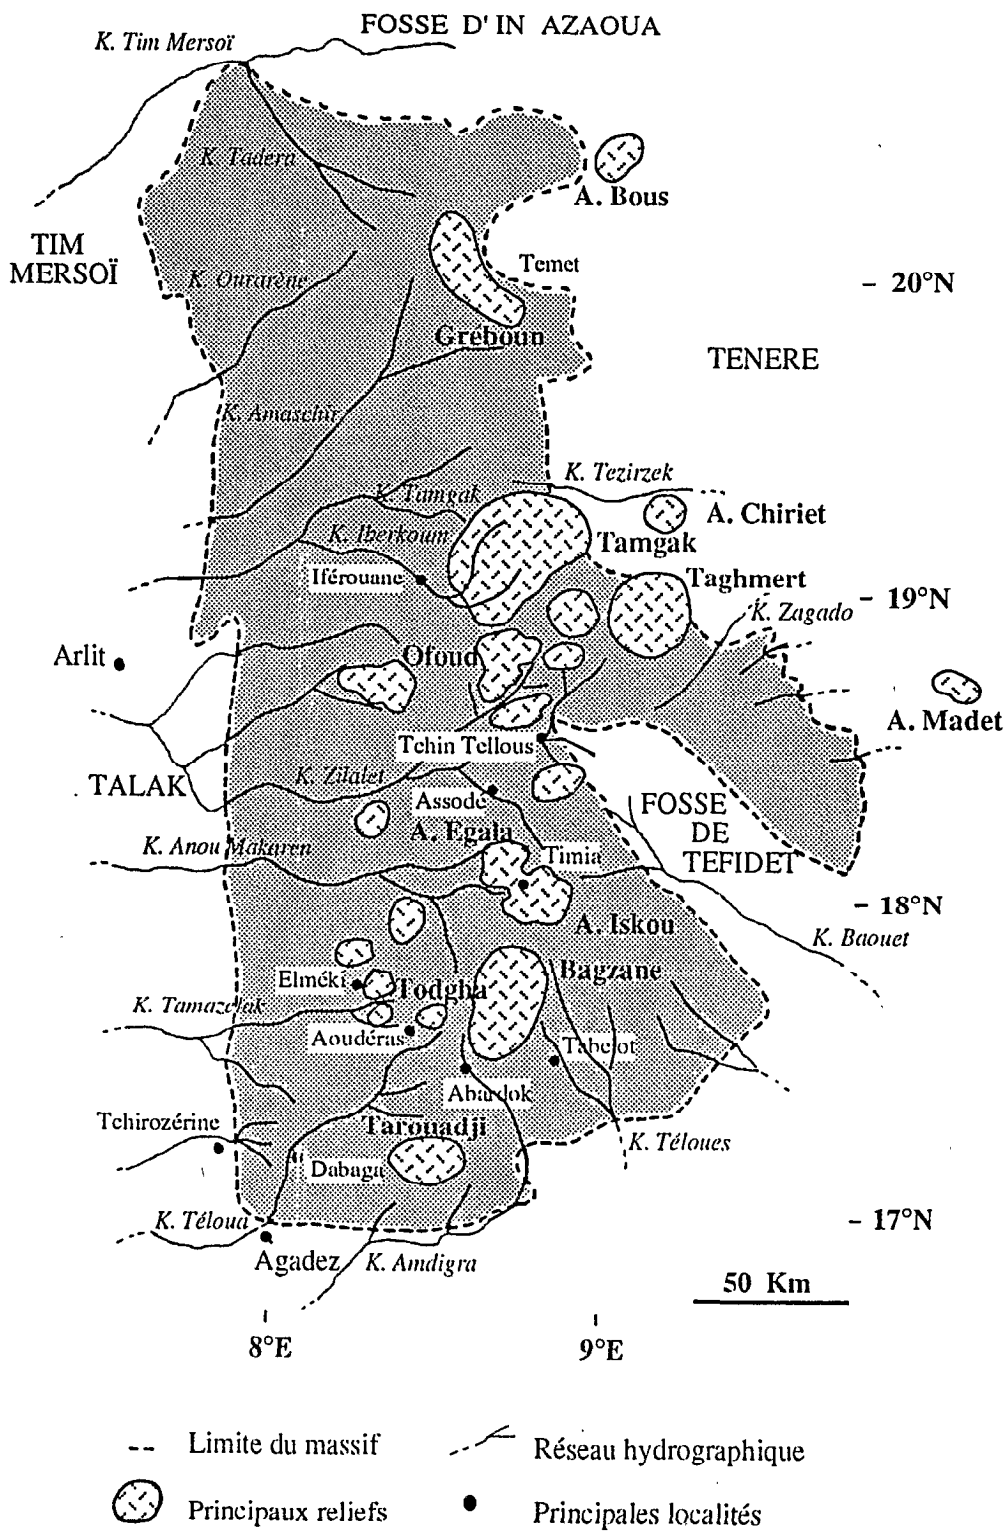 FOSSE D'IN AZAOUA
K. Tim Mersoï
K. Tadera
A. Bous
TIM
MERSOÏ
Temet
K. Ourarène
– 20°N
Greboun
TENERE
K. Amaschir
K. Tezirzek
K. Tamgak
A. Chiriet
K. Iberkoum
Tamgak
Iférouane
Taghmert
– 19°N
K. Zagado
Arlit
Ofoud
A. Madet
Tchin Tellous
K. Zilalet
TALAK
Assodé
FOSSE
DE
TEFIDET
A. Egala
K. Anou Makaren
Timia
– 18°N
A. Iskou
K. Baouet
Bagzane
Elméki
Todgha
K. Tamazelak
Aoudéras
Tabelot
Abardok
Tchirozérine
Tarouadji
K. Téloues
Dabaga
K. Téloua
– 17°N
Agadez
K. Amdigra
50 Km
8°E
9°E
Limite du massif
Réseau hydrographique
Principaux reliefs
Principales localités